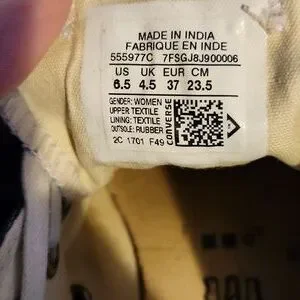 MADE IN INDIA
FABRIQUE EN INDE
555977C 7FSGJ8J900006
US UK EUR CM
6.5 4.5 37 23.5
GENDER: WOMEN
UPPER:TEXTILE
LINING: TEXTILE
OUTSOLE: RUBBER
CONVERSE
2C 1701 F49